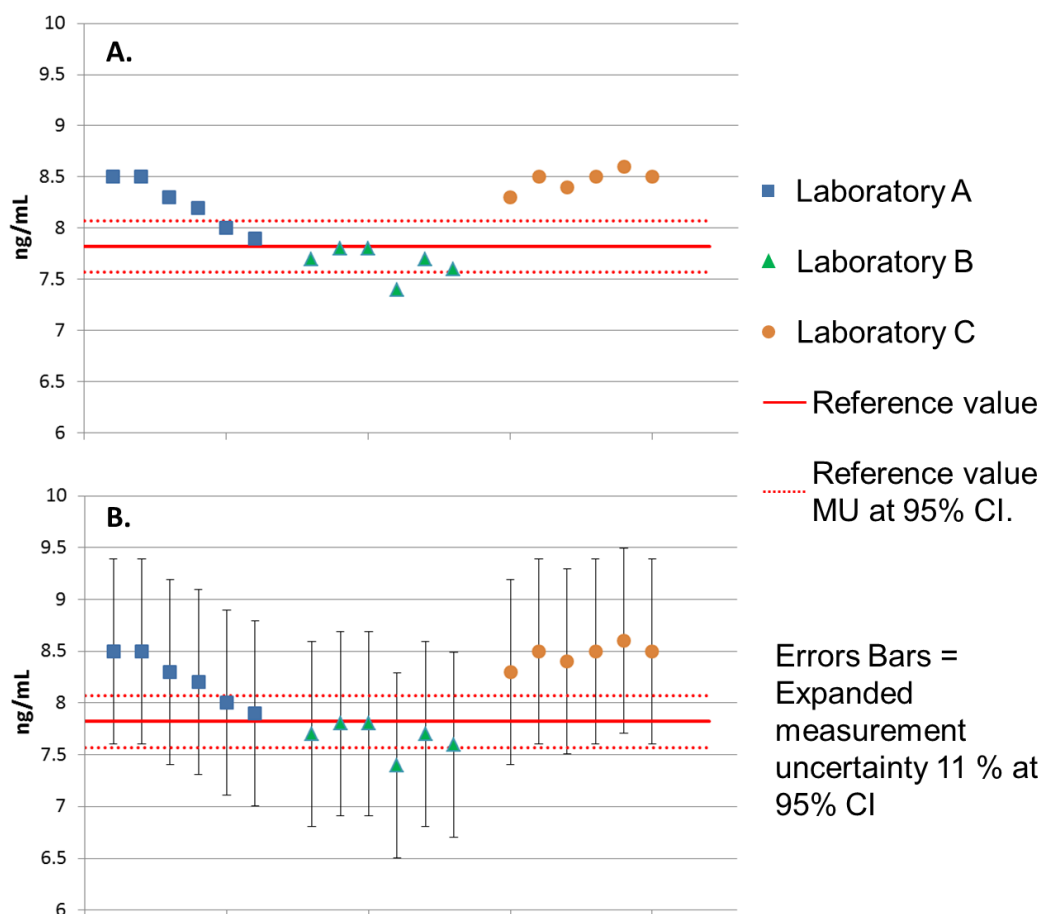 A.
10
9.5
9
8.5
8
7.5
7
6.5
6
ng/mL
B.
10
9.5
9
8.5
8
7.5
7
6.5
6
ng/mL
Laboratory A
Laboratory B
Laboratory C
Reference value
Reference value
MU at 95% CI.
Errors Bars =
Expanded
measurement
uncertainty 11 % at
95% CI